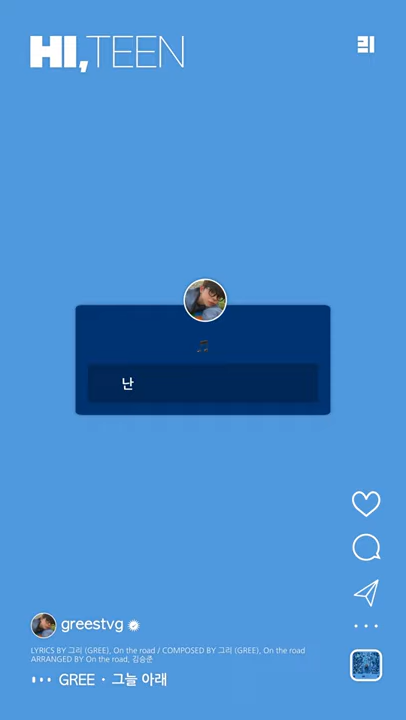 HI,TEEN
리
난
greestvg
LYRICS BY 그리 (GREE), On the road / COMPOSED BY 그리 (GREE), On the road
ARRANGED BY On the road, 김승준
GREE · 그늘 아래